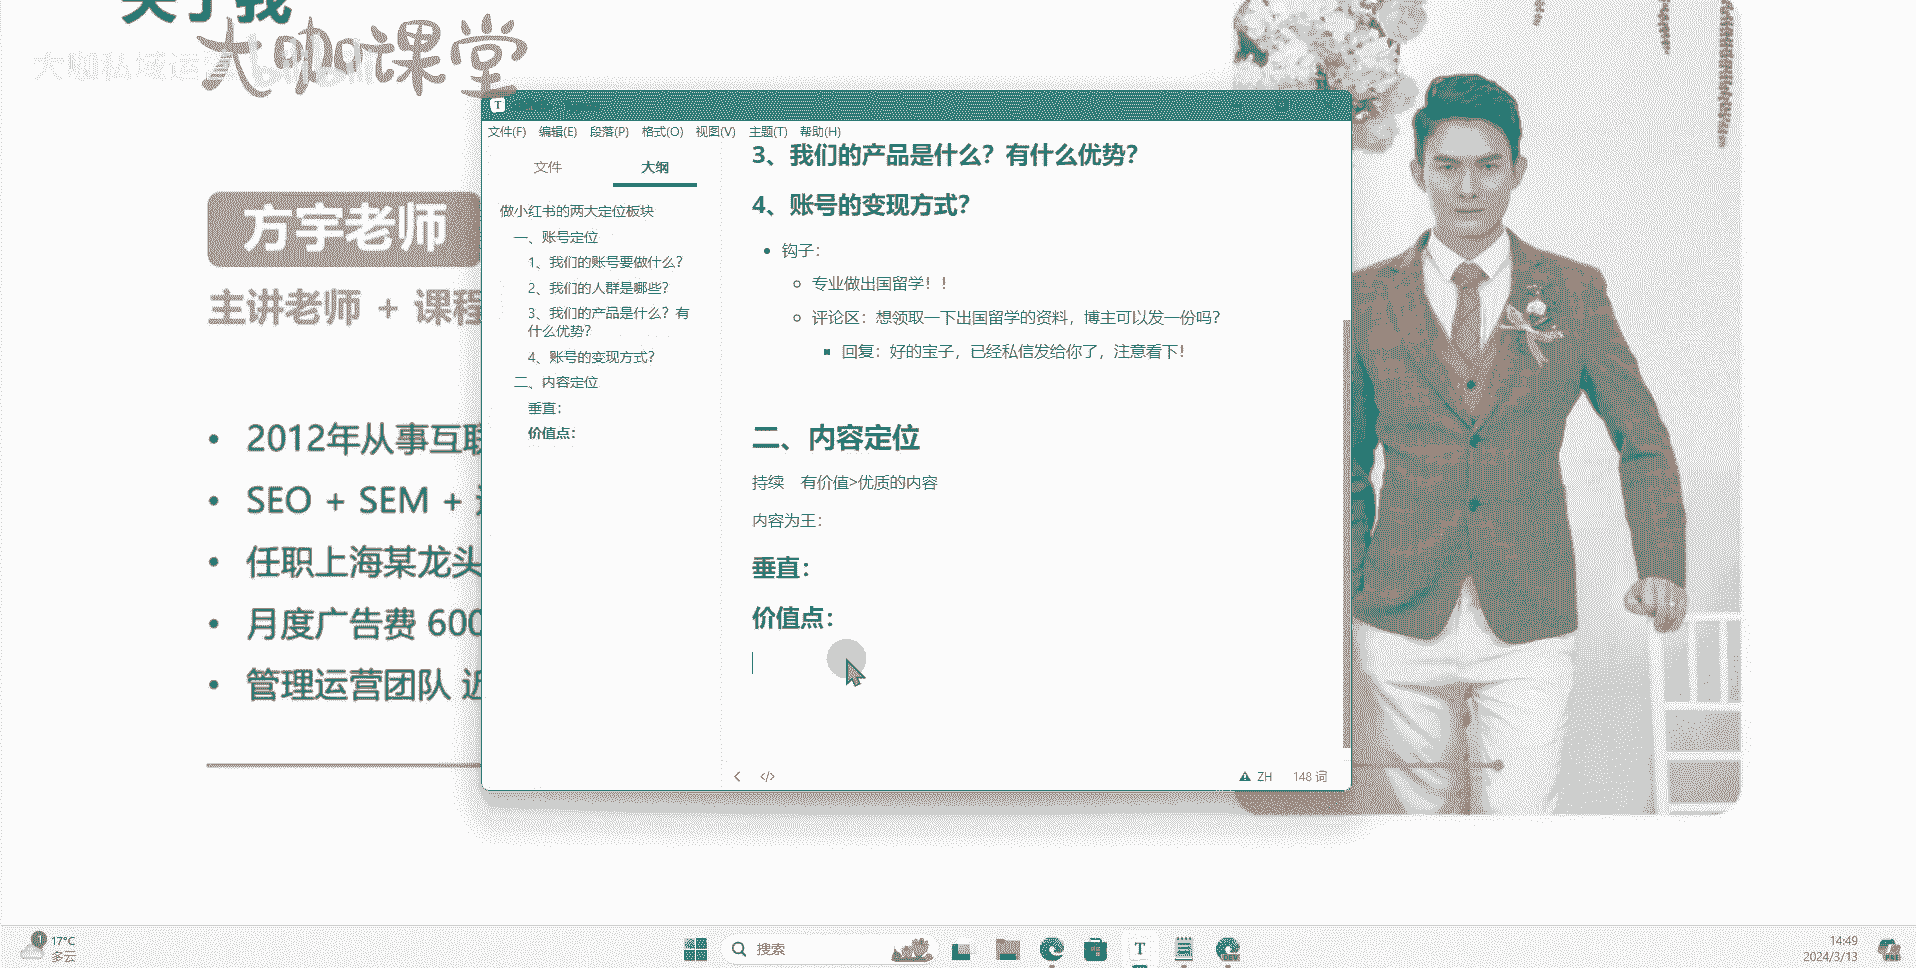 关于我
大咖私域运营
bilibili
大咖课堂
方宇老师
主讲老师 + 课程
• 2012年从事互联
• SEO + SEM +
• 任职上海某龙头
• 月度广告费 600
• 管理运营团队 近
T
文件(F) 编辑(E) 段落(P) 格式(O) 视图(V) 主题(T) 帮助(H)
文件 大纲
做小红书的两大定位板块
一、账号定位
1、我们的账号要做什么？
2、我们的人群是哪些？
3、我们的产品是什么？有
什么优势？
4、账号的变现方式？
二、内容定位
垂直：
价值点：
3、我们的产品是什么？有什么优势？
4、账号的变现方式？
• 钩子：
专业做出国留学！！
评论区：想领取一下出国留学的资料，博主可以发一份吗？
回复：好的宝子，已经私信发给你了，注意看下！
二、内容定位
持续 有价值>优质的内容
内容为王：
垂直：
价值点：
</> ZH 148 词
1 17°C
多云
搜索
T
14:49
2024/3/13